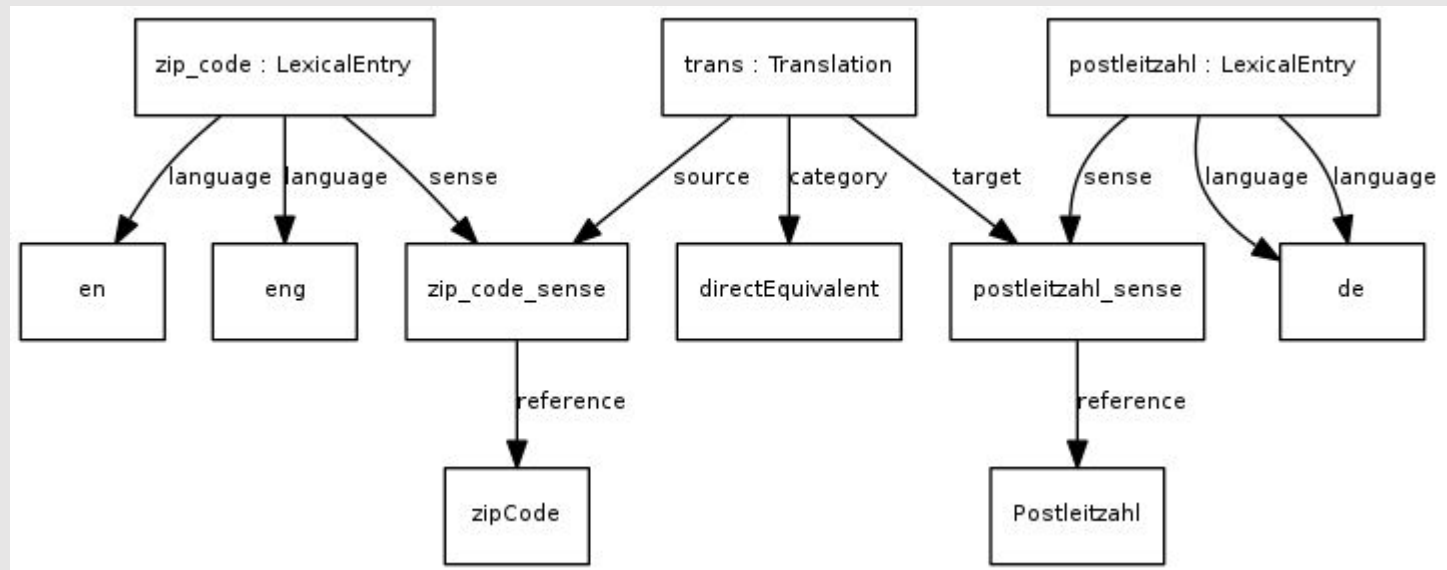 zip_code : LexicalEntry
trans : Translation
postleitzahl : LexicalEntry
language
language
sense
source
category
target
sense
language
language
en
eng
zip_code_sense
directEquivalent
postleitzahl_sense
de
reference
reference
zipCode
Postleitzahl